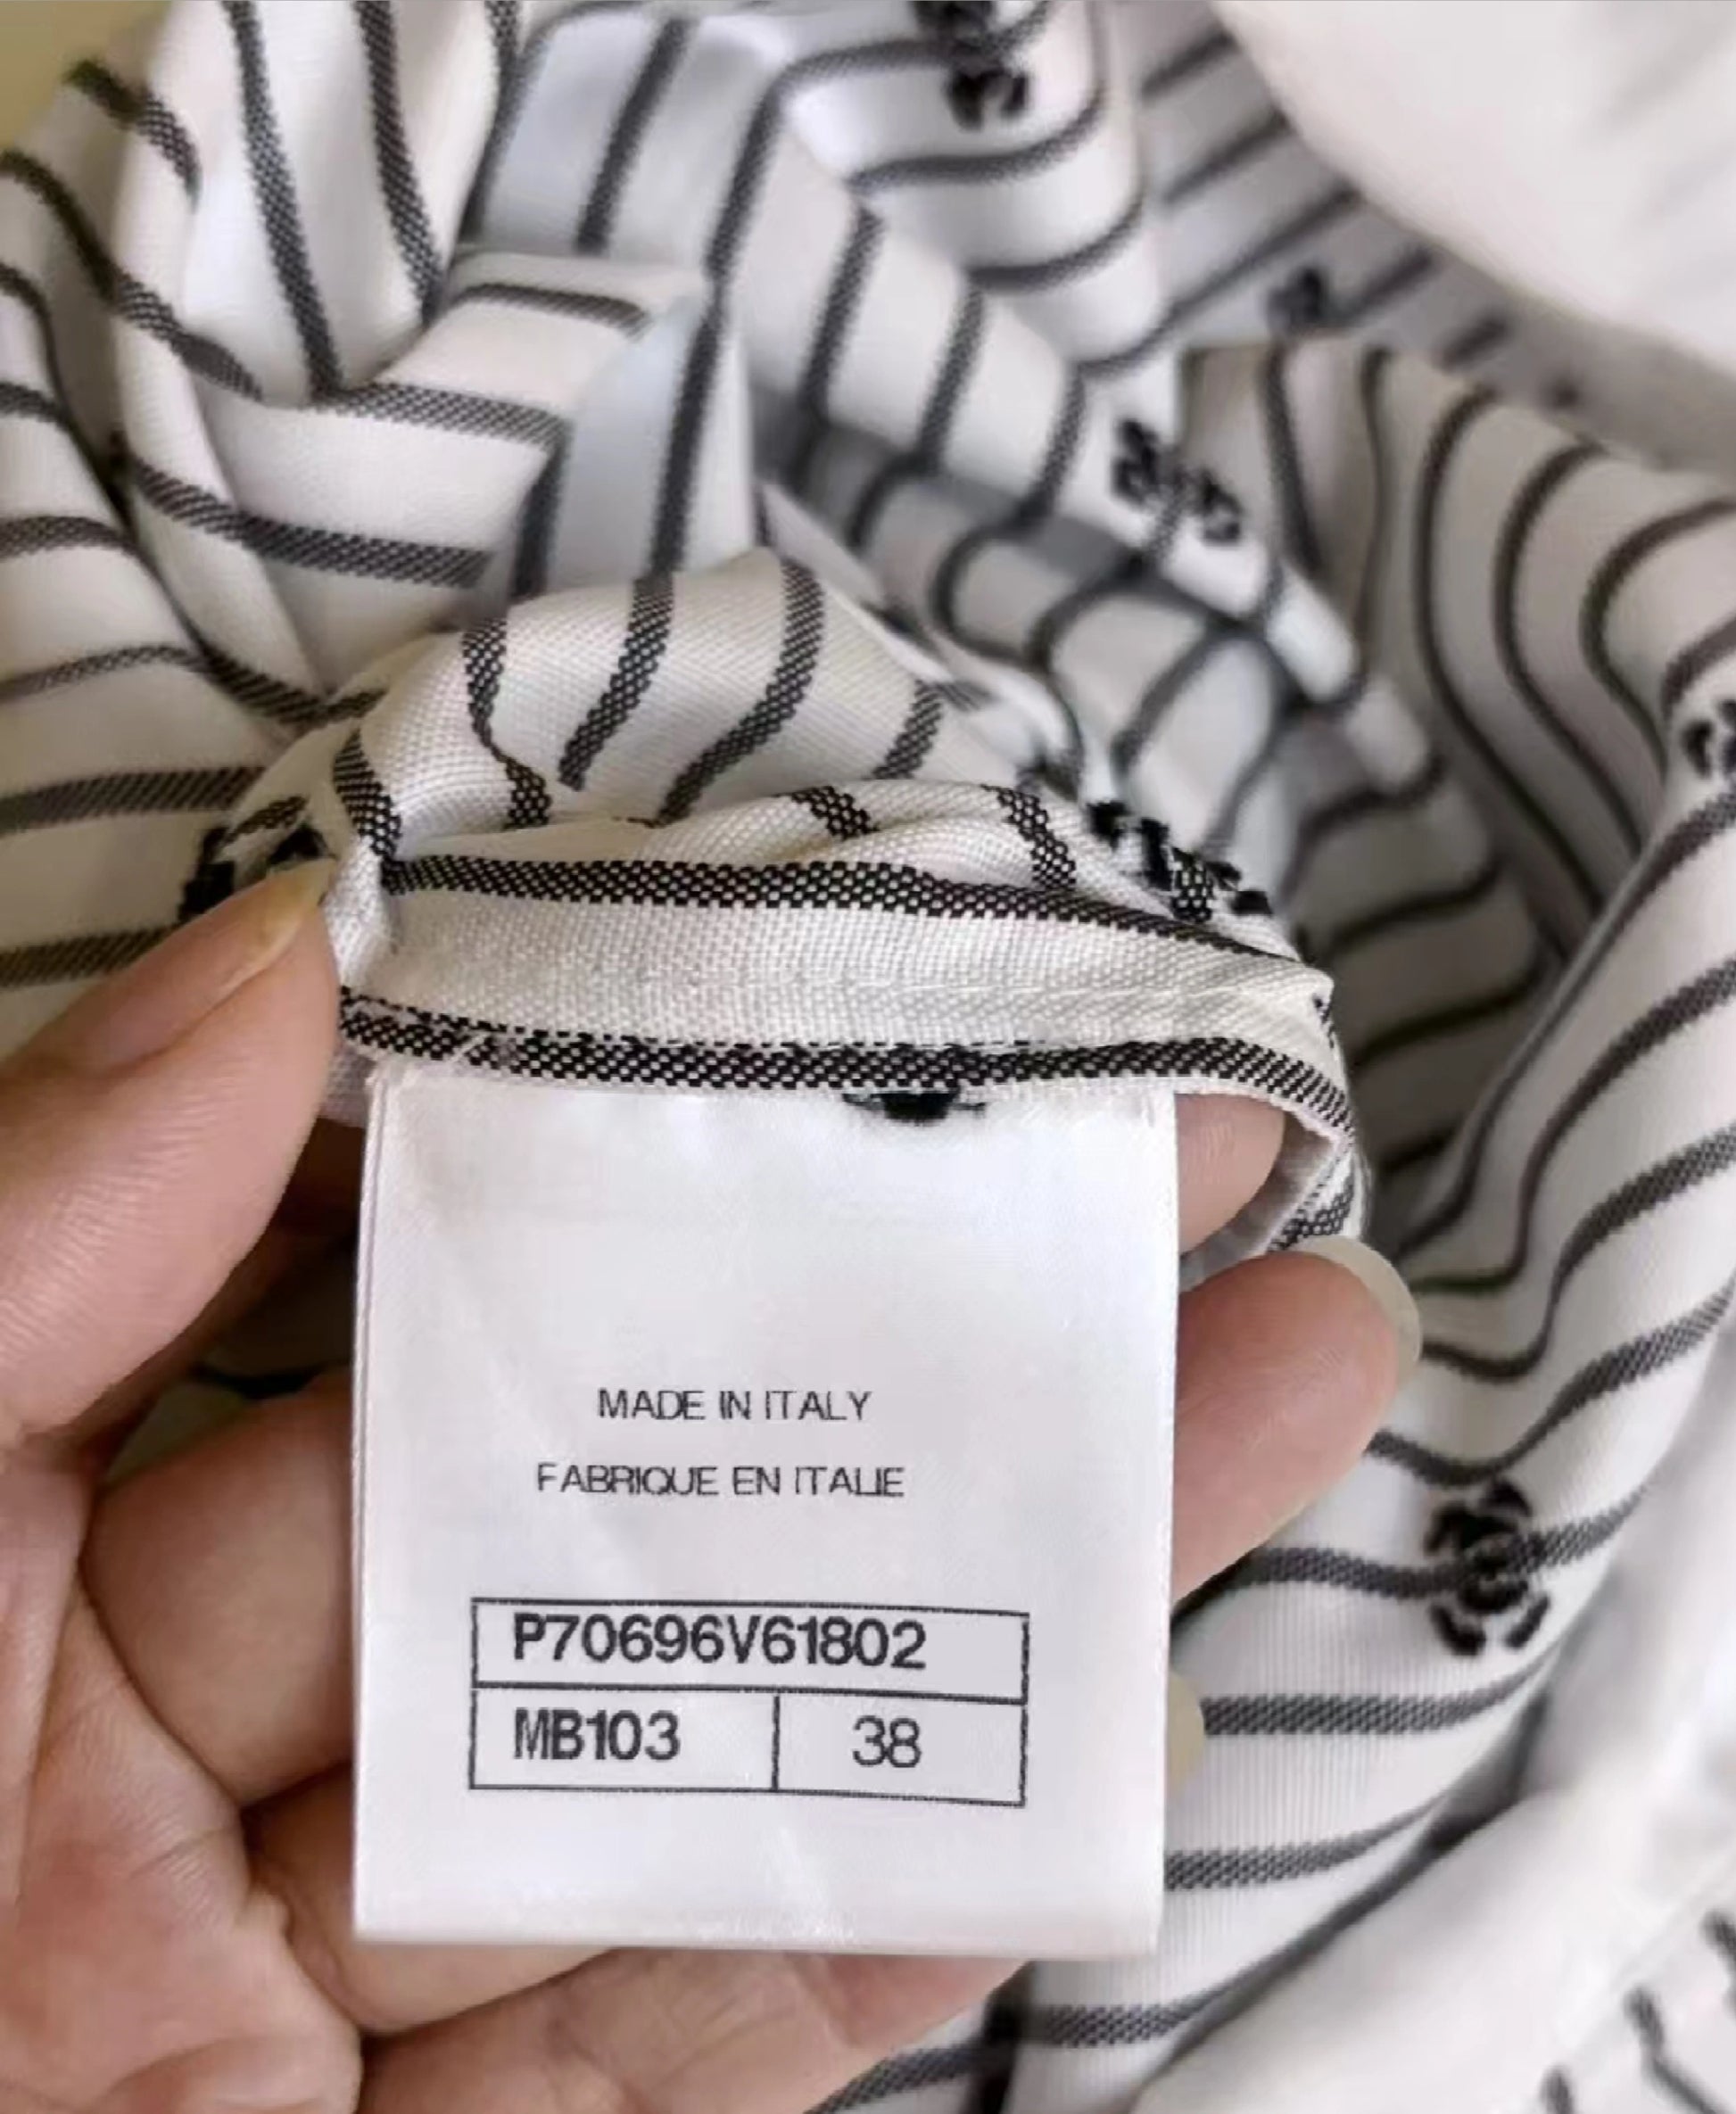 MADE IN ITALY
FABRIQUE EN ITALIE
P70696V61802
MB103 38